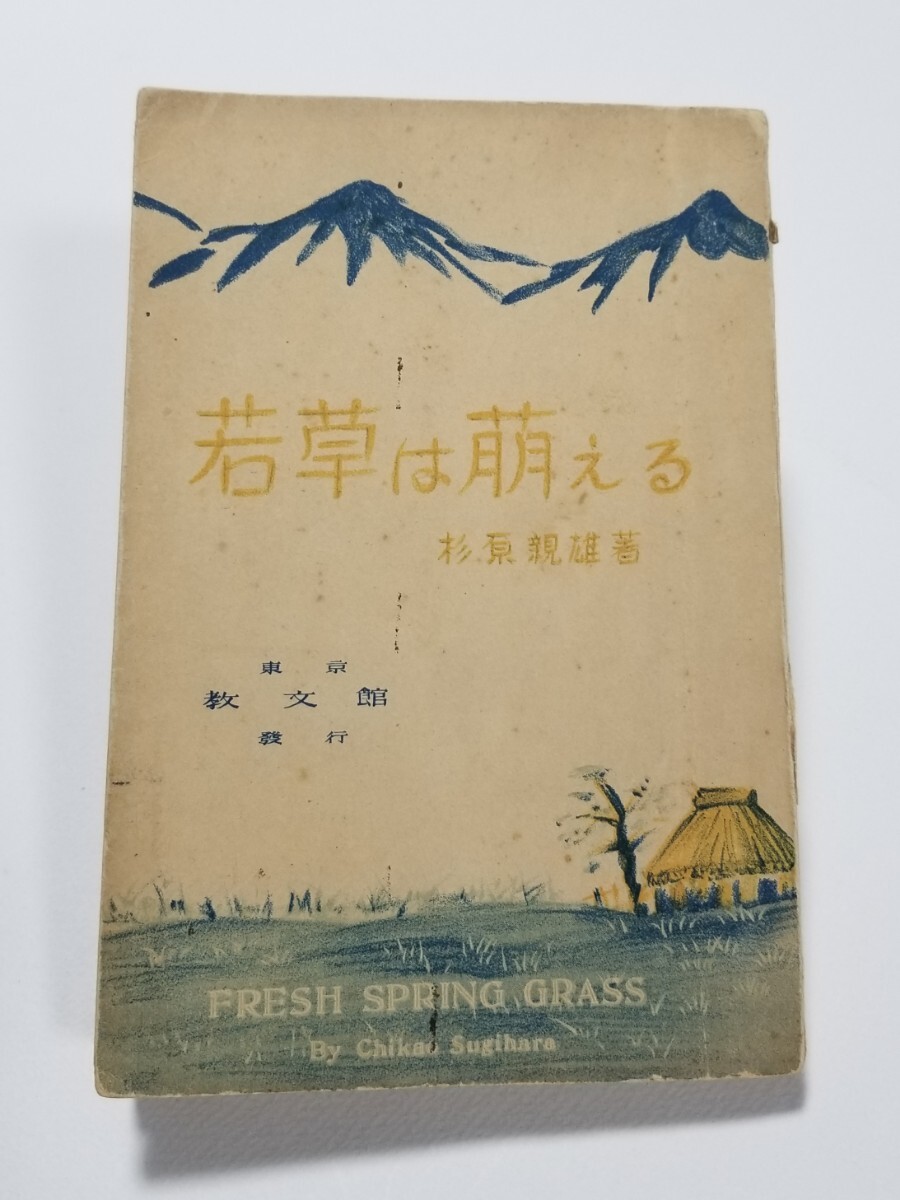 若草は萌える
杉原親雄著
東京
教文館
發行
FRESH SPRING GRASS
By Chikao Sugihara